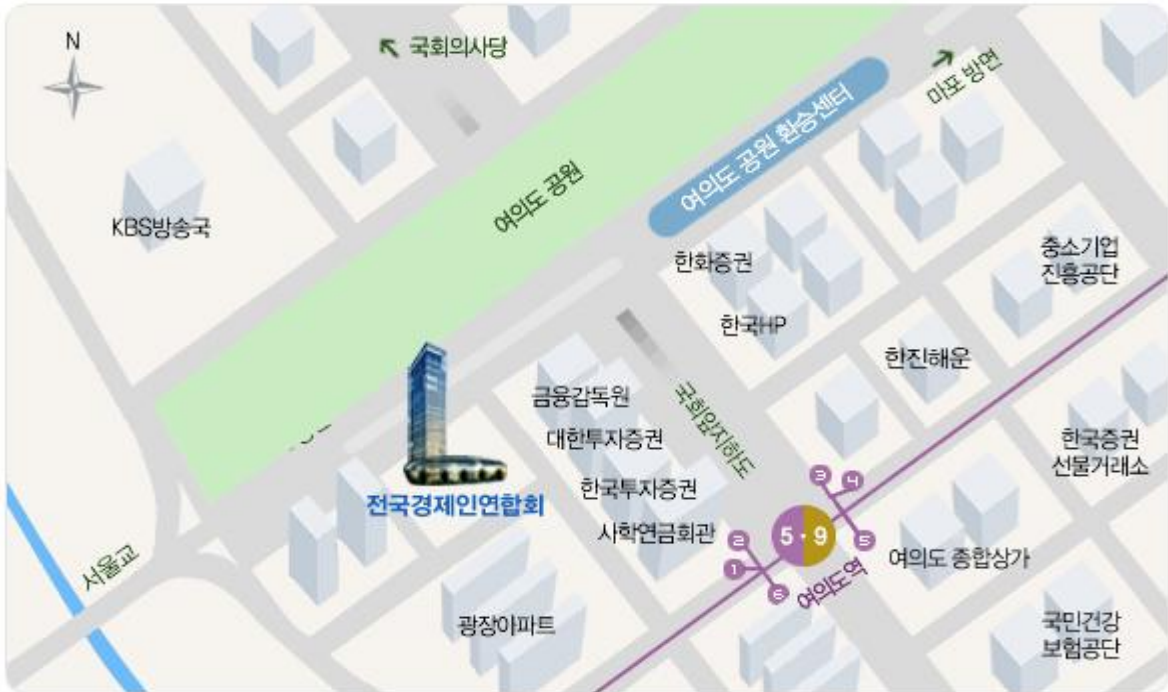 N
국회의사당
마포 방면
여의도 공원 환승센터
여의도 공원
KBS방송국
한화증권
중소기업
진흥공단
한국HP
한진해운
금융감독원
국회앞지하도
대한투자증권
한국증권
선물거래소
한국투자증권
전국경제인연합회
사학연금회관
3
4
5 · 9
2
5
1
6
여의도역
여의도 종합상가
서울교
광장아파트
국민건강
보험공단